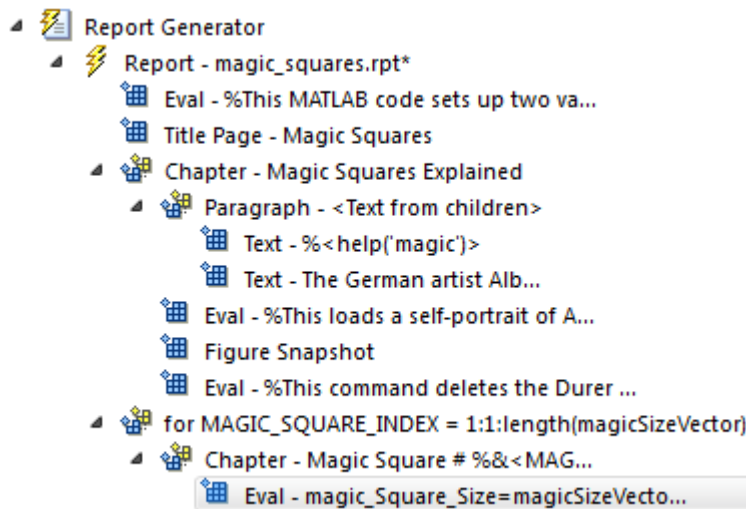 Report Generator
Report - magic_squares.rpt*
Eval - %This MATLAB code sets up two va...
Title Page - Magic Squares
Chapter - Magic Squares Explained
Paragraph - <Text from children>
Text - %<help('magic')>
Text - The German artist Alb...
Eval - %This loads a self-portrait of A...
Figure Snapshot
Eval - %This command deletes the Durer ...
for MAGIC_SQUARE_INDEX = 1:1:length(magicSizeVector)
Chapter - Magic Square # %&<MAG...
Eval - magic_Square_Size=magicSizeVecto...